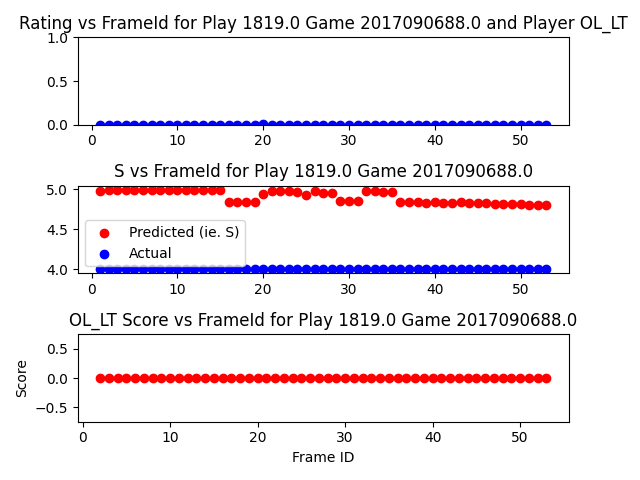 Rating vs FrameId for Play 1819.0 Game 2017090688.0 and Player OL_LT
1.0
0.5
0.0
0 10 20 30 40 50
S vs FrameId for Play 1819.0 Game 2017090688.0
5.0
4.5
4.0
Predicted (ie. S)
Actual
0 10 20 30 40 50
OL_LT Score vs FrameId for Play 1819.0 Game 2017090688.0
Score
0.5
0.0
−0.5
0 10 20 30 40 50
Frame ID